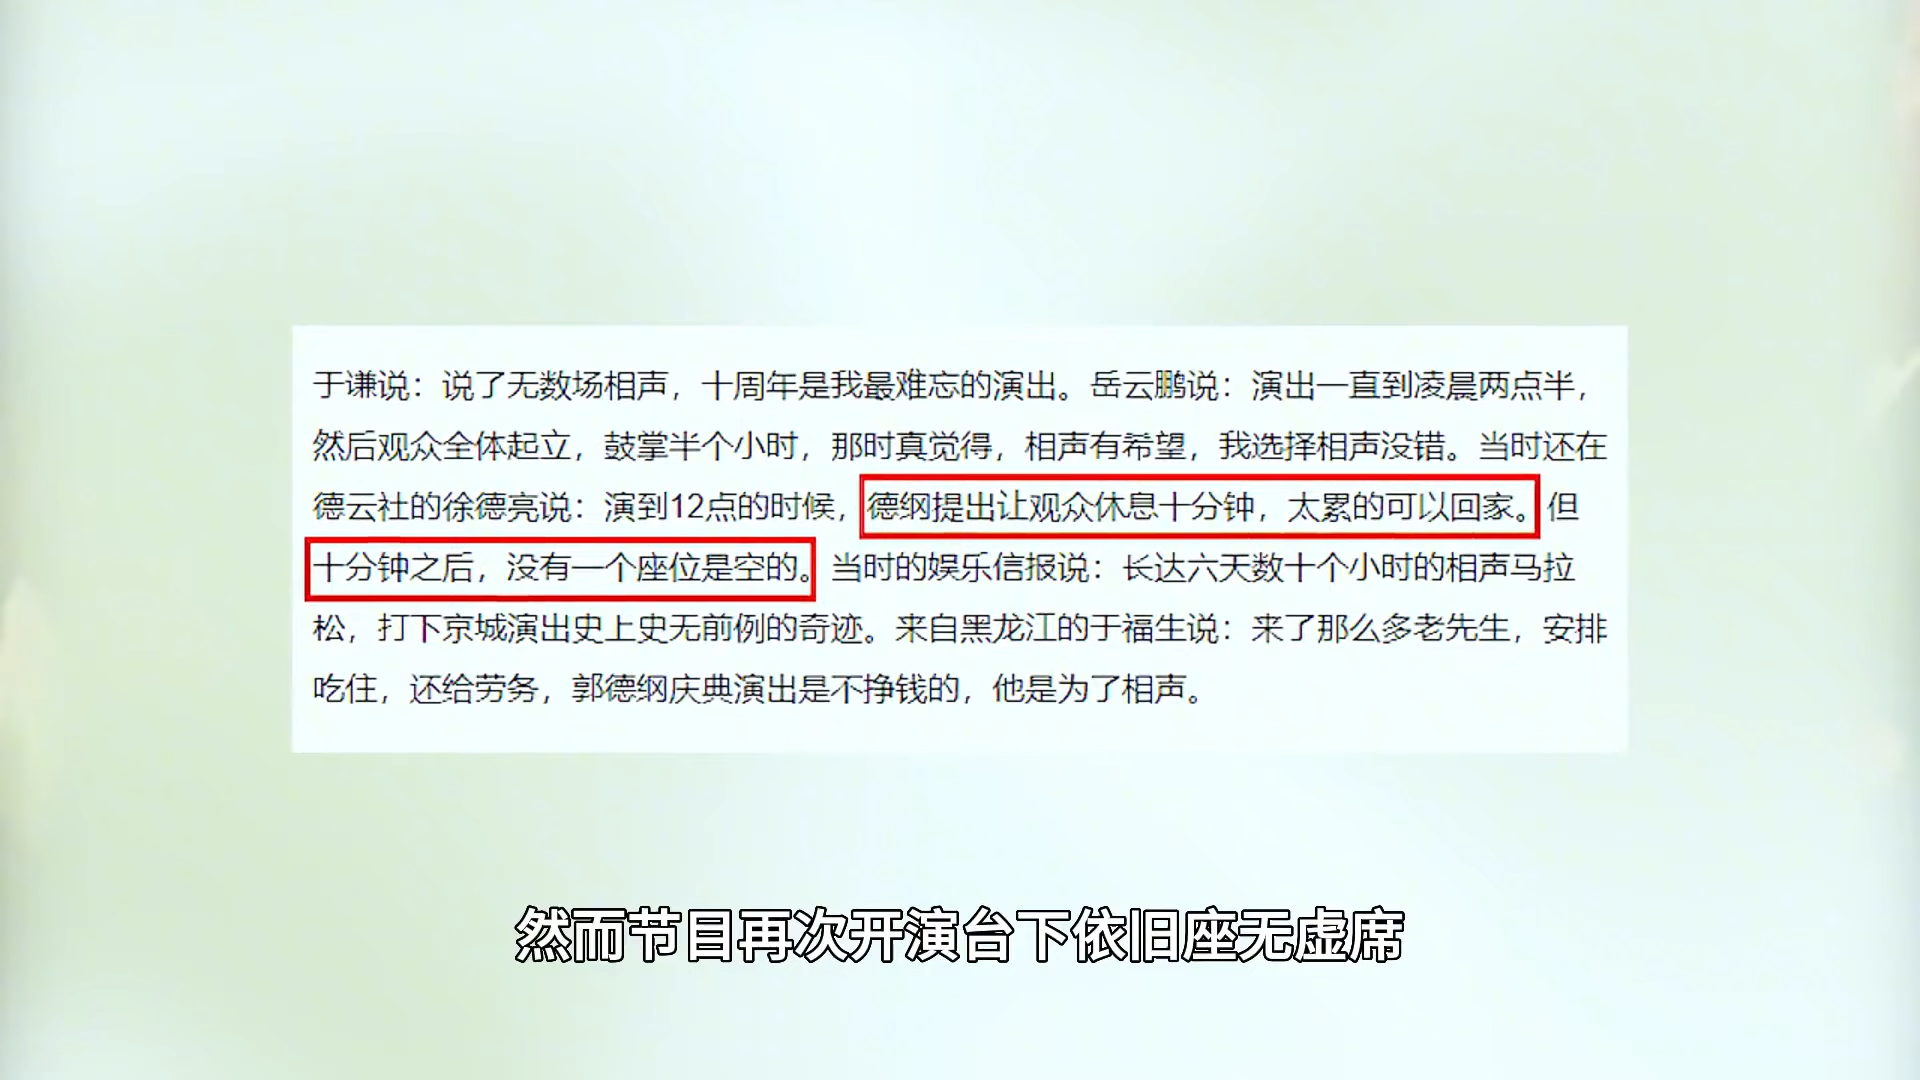 于谦说：说了无数场相声，十周年是我最难忘的演出。岳云鹏说：演出一直到凌晨两点半，
然后观众全体起立，鼓掌半个小时，那时真觉得，相声有希望，我选择相声没错。当时还在
德云社的徐德亮说：演到12点的时候，德纲提出让观众休息十分钟，太累的可以回家。但
十分钟之后，没有一个座位是空的。当时的娱乐信报说：长达六天数十个小时的相声马拉
松，打下京城演出史上史无前例的奇迹。来自黑龙江的于福生说：来了那么多老先生，安排
吃住，还给劳务，郭德纲庆典演出是不挣钱的，他是为了相声。
然而节目再次开演台下依旧座无虚席